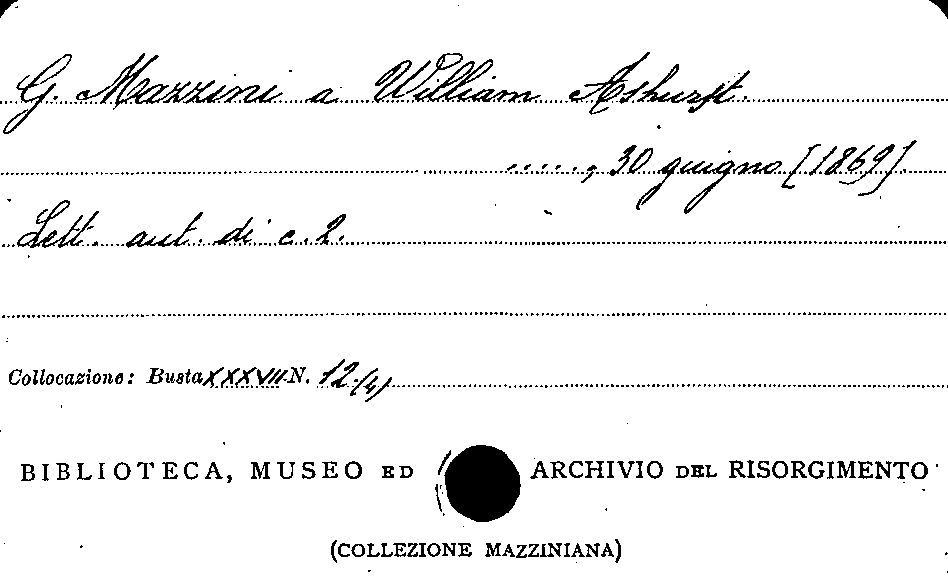 G. Mazzini a William Ashurst.
....., 30 giugno [1869].
Lett. aut. di c. 2.
Collocazione: Busta XXXVII N. 12 (4)
BIBLIOTECA, MUSEO ED ARCHIVIO DEL RISORGIMENTO
(COLLEZIONE MAZZINIANA)